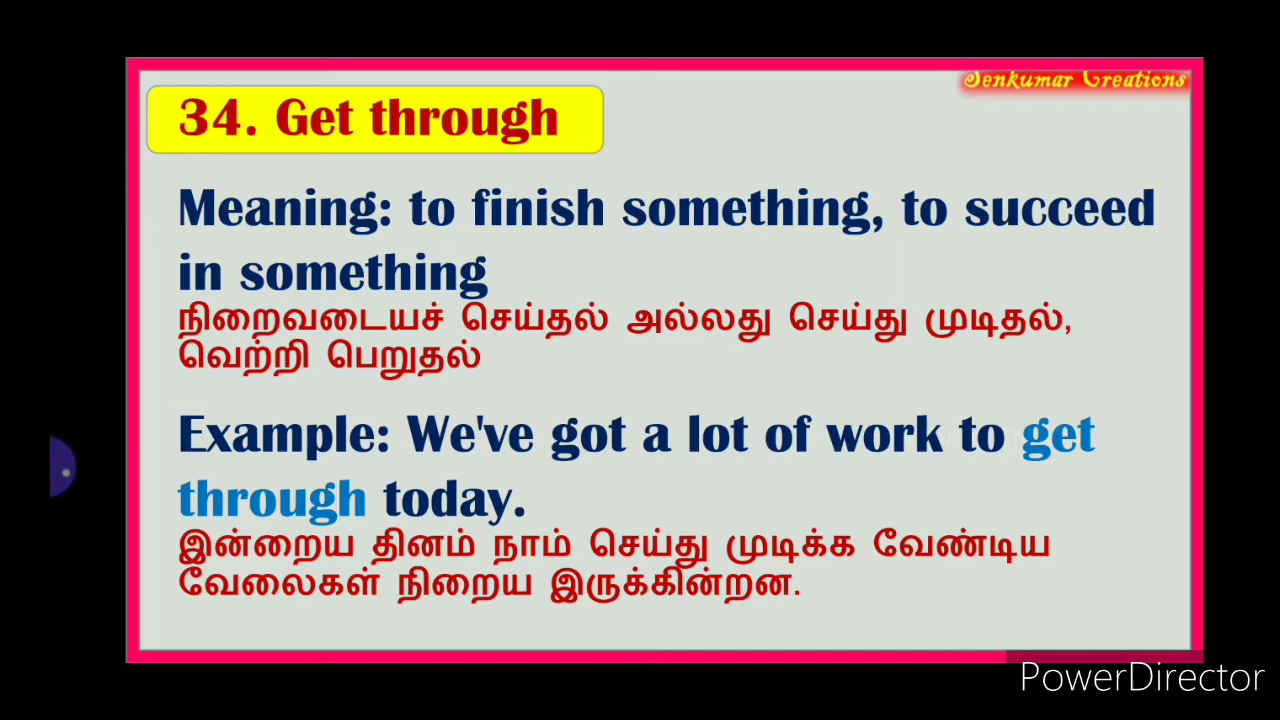 Senkumar Creations
34. Get through
Meaning: to finish something, to succeed
in something
நிறைவடையச் செய்தல் அல்லது செய்து முடிதல்,
வெற்றி பெறுதல்
Example: We've got a lot of work to get
through today.
இன்றைய தினம் நாம் செய்து முடிக்க வேண்டிய
வேலைகள் நிறைய இருக்கின்றன.
PowerDirector